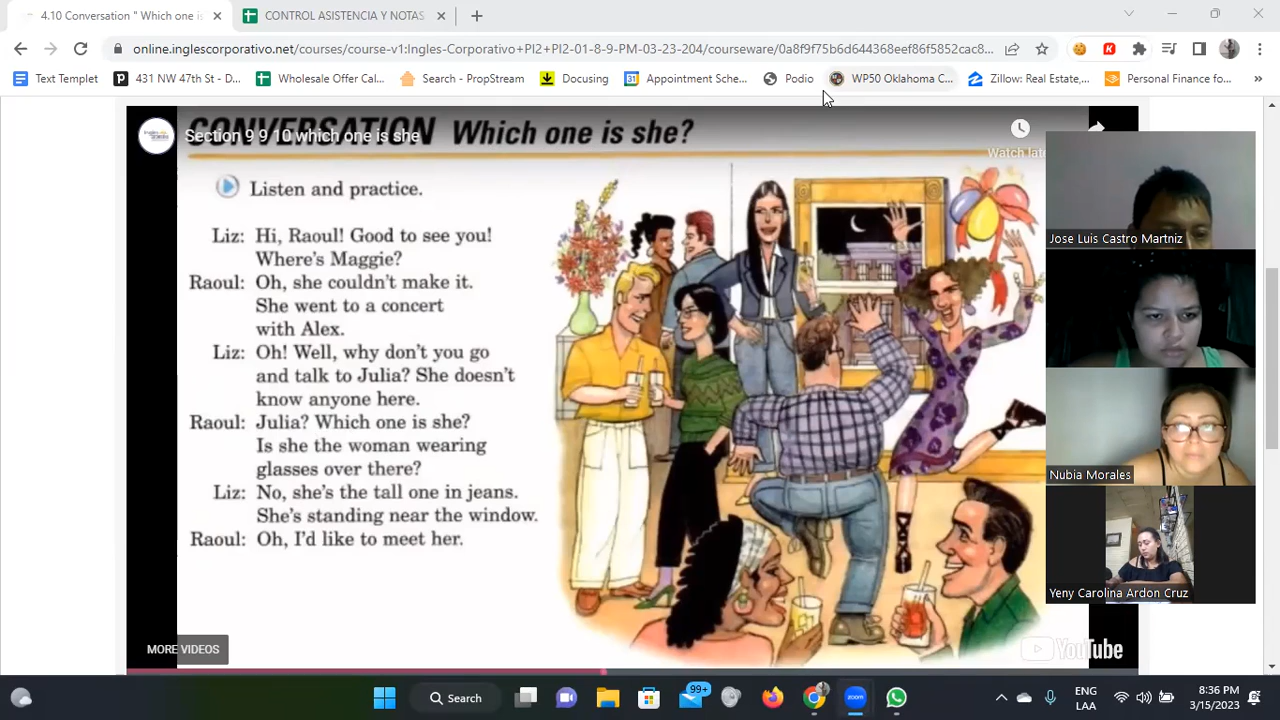 4.10 Conversation " Which one is
CONTROL ASISTENCIA Y NOTAS
online.inglescorporativo.net/courses/course-v1:Ingles-Corporativo+PI2+PI2-01-8-9-PM-03-23-204/courseware/0a8f9f75b6d644368eef86f5852cac8...
Text Templet
431 NW 47th St - D...
Wholesale Offer Cal...
Search - PropStream
Docusing
Appointment Sche...
Podio
WP50 Oklahoma C...
Zillow: Real Estate,...
Personal Finance fo...
»
CONVERSATION Which one is she?
Section 9 9 10 which one is she
Watch late
Listen and practice.
Liz: Hi, Raoul! Good to see you!
Where's Maggie?
Raoul: Oh, she couldn't make it.
She went to a concert
with Alex.
Liz: Oh! Well, why don't you go
and talk to Julia? She doesn't
know anyone here.
Raoul: Julia? Which one is she?
Is she the woman wearing
glasses over there?
Liz: No, she's the tall one in jeans.
She's standing near the window.
Raoul: Oh, I'd like to meet her.
MORE VIDEOS
YouTube
Jose Luis Castro Martniz
Nubia Morales
Yeny Carolina Ardon Cruz
Search
99+
ENG
LAA
8:36 PM
3/15/2023